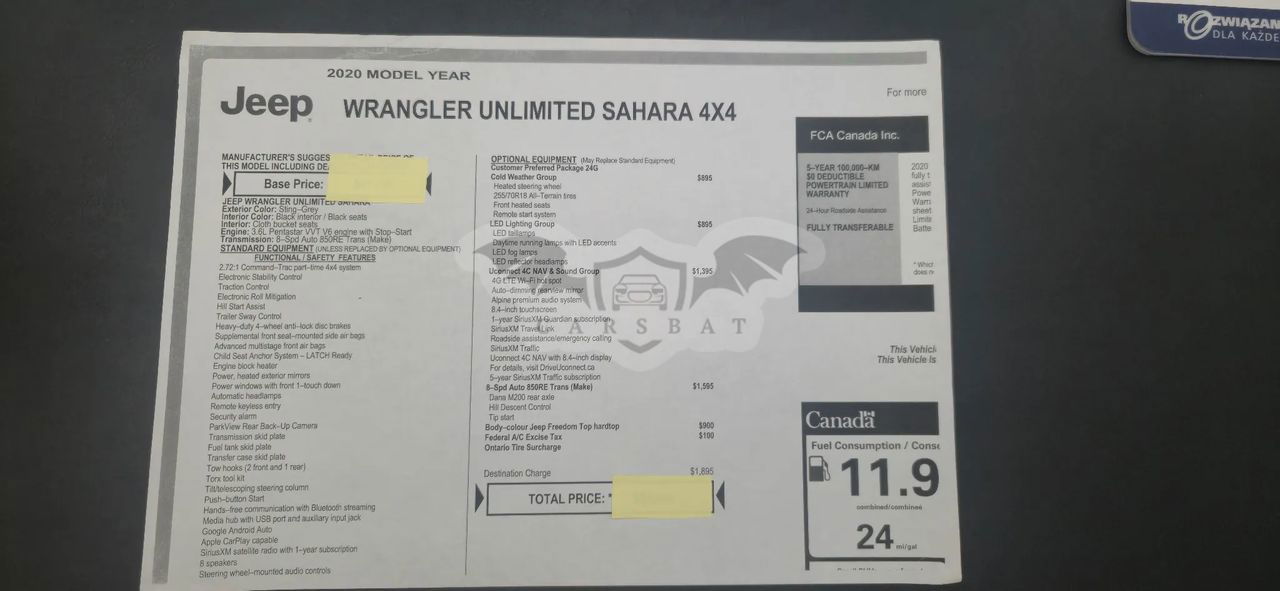 ROZWIĄZAN
DLA KAŻDE
2020 MODEL YEAR
Jeep
WRANGLER UNLIMITED SAHARA 4X4
For more
MANUFACTURER'S SUGGES
THIS MODEL INCLUDING DE
Base Price:
JEEP WRANGLER UNLIMITED SAHARA
Exterior Color: Sting-Grey
Interior Color: Black interior / Black seats
Interior: Cloth bucket seats
Engine: 3.6L Pentastar VVT V6 engine with Stop-Start
Transmission: 8-Spd Auto 850RE Trans (Make)
STANDARD EQUIPMENT (UNLESS REPLACED BY OPTIONAL EQUIPMENT)
FUNCTIONAL / SAFETY FEATURES
2.72:1 Command-Trac part-time 4x4 system
Electronic Stability Control
Traction Control
Electronic Roll Mitigation
Hill Start Assist
Trailer Sway Control
Heavy-duty 4-wheel anti-lock disc brakes
Supplemental front seat-mounted side air bags
Advanced multistage front air bags
Child Seat Anchor System - LATCH Ready
Engine block heater
Power, heated exterior mirrors
Power windows with front 1-touch down
Automatic headlamps
Remote keyless entry
Security alarm
ParkView Rear Back-Up Camera
Transmission skid plate
Fuel tank skid plate
Transfer case skid plate
Tow hooks (2 front and 1 rear)
Torx tool kit
Tilt/telescoping steering column
Push-button Start
Hands-free communication with Bluetooth streaming
Media hub with USB port and auxiliary input jack
Google Android Auto
Apple CarPlay capable
SiriusXM satellite radio with 1-year subscription
8 speakers
Steering wheel-mounted audio controls
OPTIONAL EQUIPMENT (May Replace Standard Equipment)
Customer Preferred Package 24G
Cold Weather Group $895
Heated steering wheel
255/70R18 All-Terrain tires
Front heated seats
Remote start system
LED Lighting Group $895
LED taillamps
Daytime running lamps with LED accents
LED fog lamps
LED reflector headlamps
Uconnect 4C NAV & Sound Group $1,395
4G LTE Wi-Fi hot spot
Auto-dimming rearview mirror
Alpine premium audio system
8.4-inch touchscreen
1-year SiriusXM Guardian subscription
SiriusXM Travel Link
Roadside assistance/emergency calling
SiriusXM Traffic
Uconnect 4C NAV with 8.4-inch display
For details, visit DriveUconnect.ca
5-year SiriusXM Traffic subscription
8-Spd Auto 850RE Trans (Make) $1,595
Dana M200 rear axle
Hill Descent Control
Tip start
Body-colour Jeep Freedom Top hardtop $900
Federal A/C Excise Tax $100
Ontario Tire Surcharge
Destination Charge $1,895
TOTAL PRICE: *
CARSBAT
FCA Canada Inc.
5-YEAR 100,000-KM
$0 DEDUCTIBLE
POWERTRAIN LIMITED
WARRANTY
24-Hour Roadside Assistance
FULLY TRANSFERABLE
2020
fully t
assist
Powe
Warr
sheet
Limite
Batte
* Whict
does n
This Vehicl
This Vehicle Is
Canada
Fuel Consumption / Cons
11.9
combined/combinée
24 mi/gal